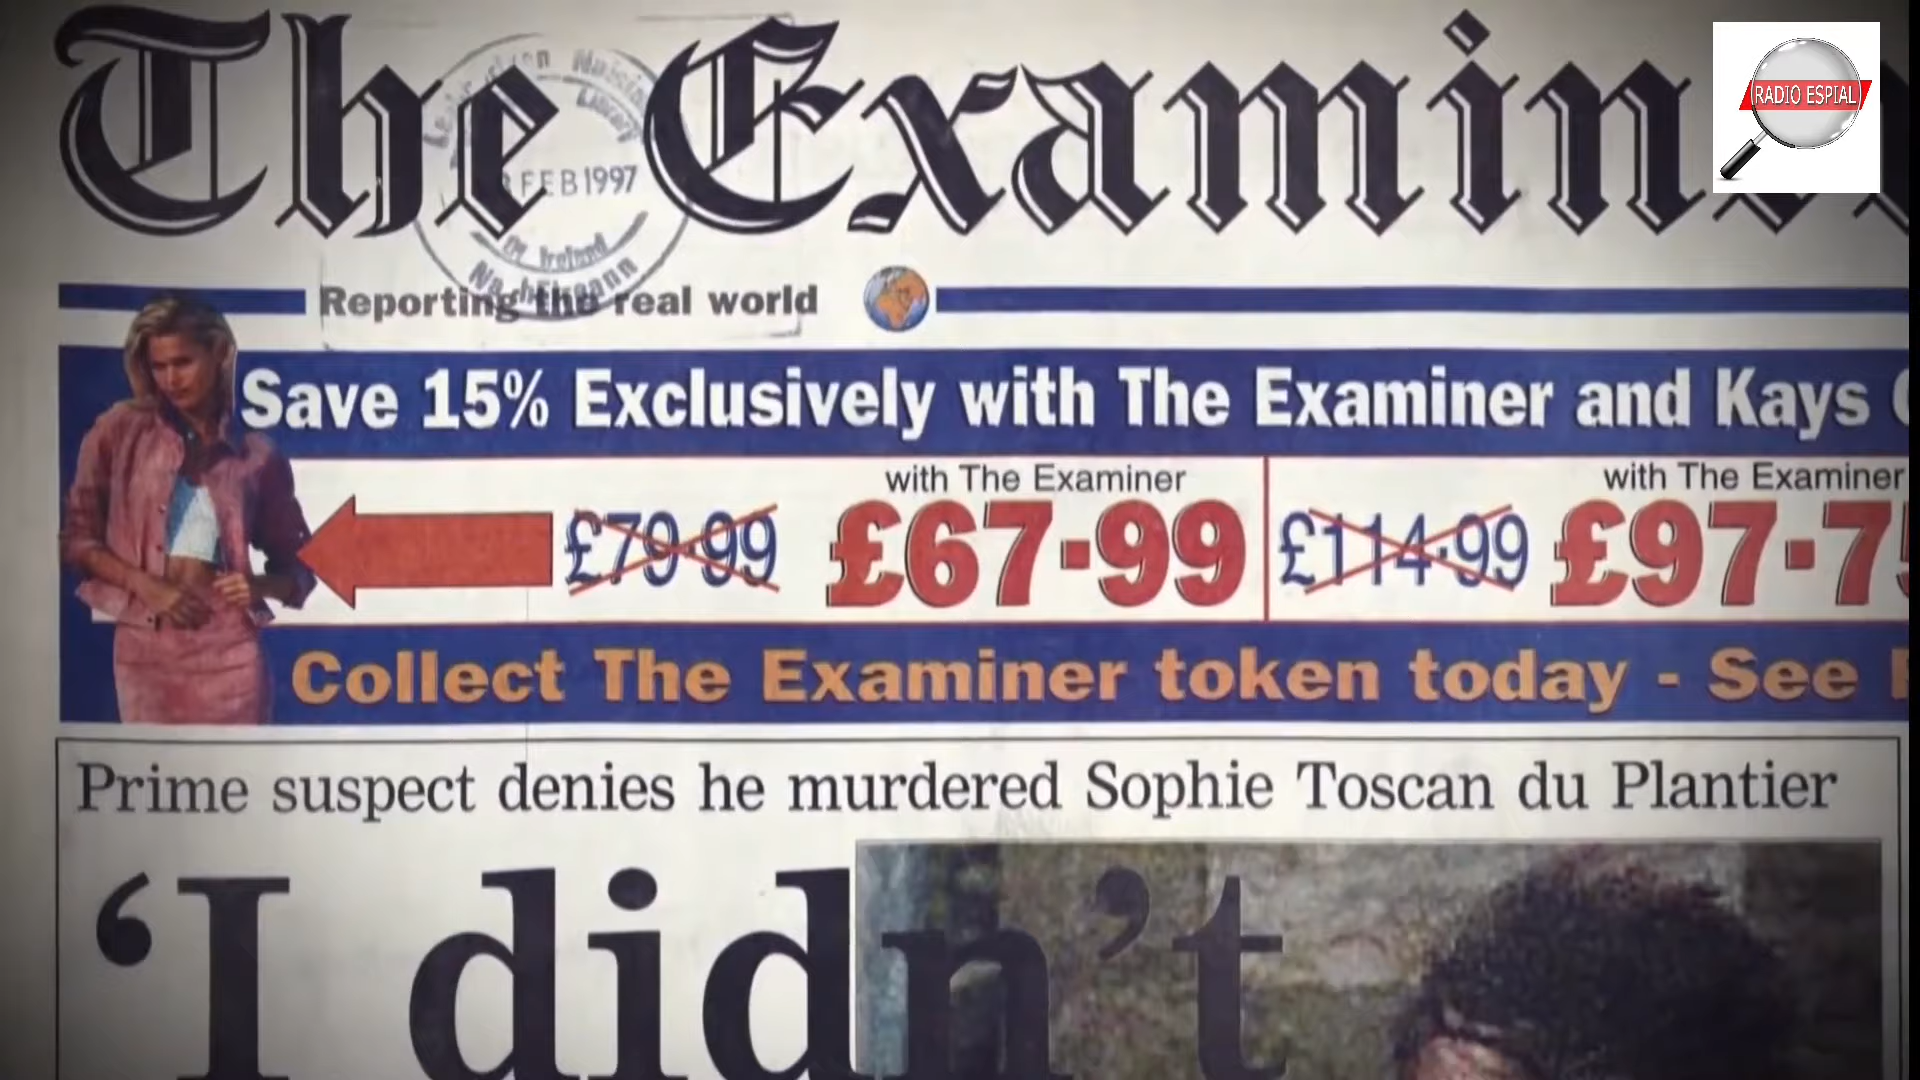 The Examin
RADIO ESPIAL
FEB 1997
of Ireland
Reporting the real world
Save 15% Exclusively with The Examiner and Kays
with The Examiner
£79·99 £67·99
with The Examiner
£114·99 £97·7
Collect The Examiner token today - See
Prime suspect denies he murdered Sophie Toscan du Plantier
‘I didn’t